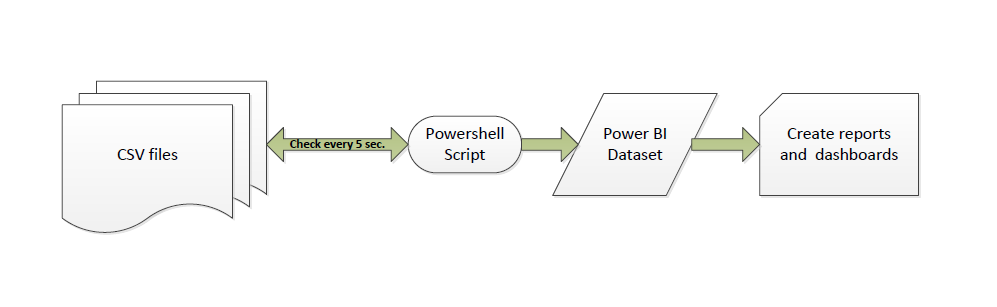 CSV files
Check every 5 sec.
Powershell
Script
Power BI
Dataset
Create reports
and dashboards